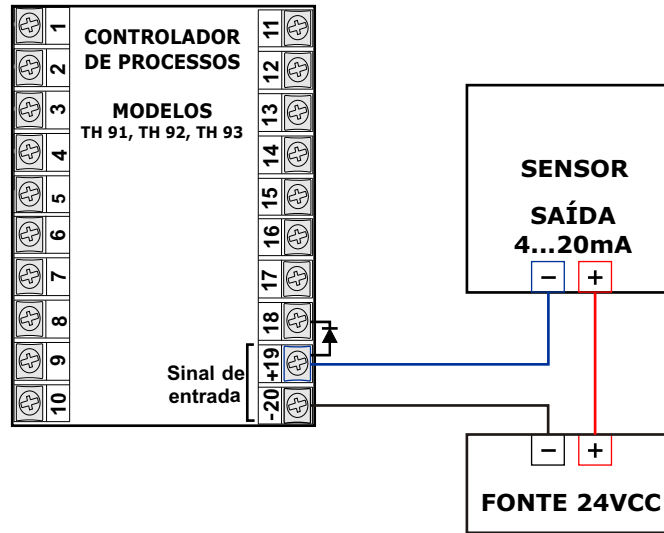 1
2
3
4
5
6
7
8
9
10
CONTROLADOR
DE PROCESSOS
MODELOS
TH 91, TH 92, TH 93
Sinal de
entrada
11
12
13
14
15
16
17
18
+19
-20
SENSOR
SAÍDA
4...20mA
− +
− +
FONTE 24VCC